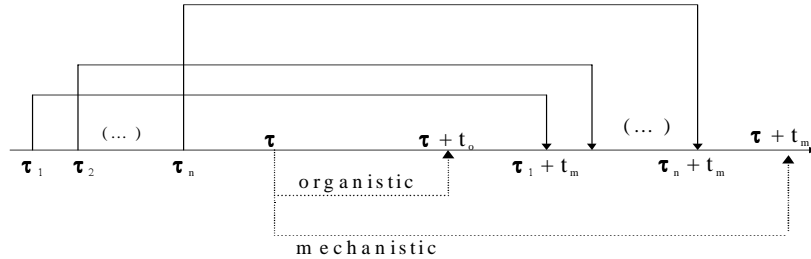 (...) τ τ + tₒ (...) τ + tₘ
τ₁ τ₂ τₙ τ₁ + tₘ τₙ + tₘ
organistic
mechanistic